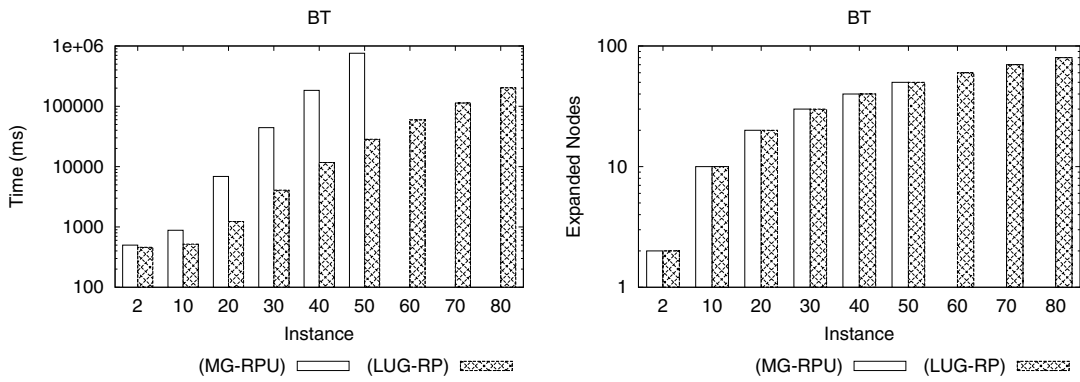 BT
1e+06
100000
10000
1000
100
Time (ms)
2 10 20 30 40 50 60 70 80
Instance
(MG-RPU) (LUG-RP)
BT
100
10
1
Expanded Nodes
2 10 20 30 40 50 60 70 80
Instance
(MG-RPU) (LUG-RP)